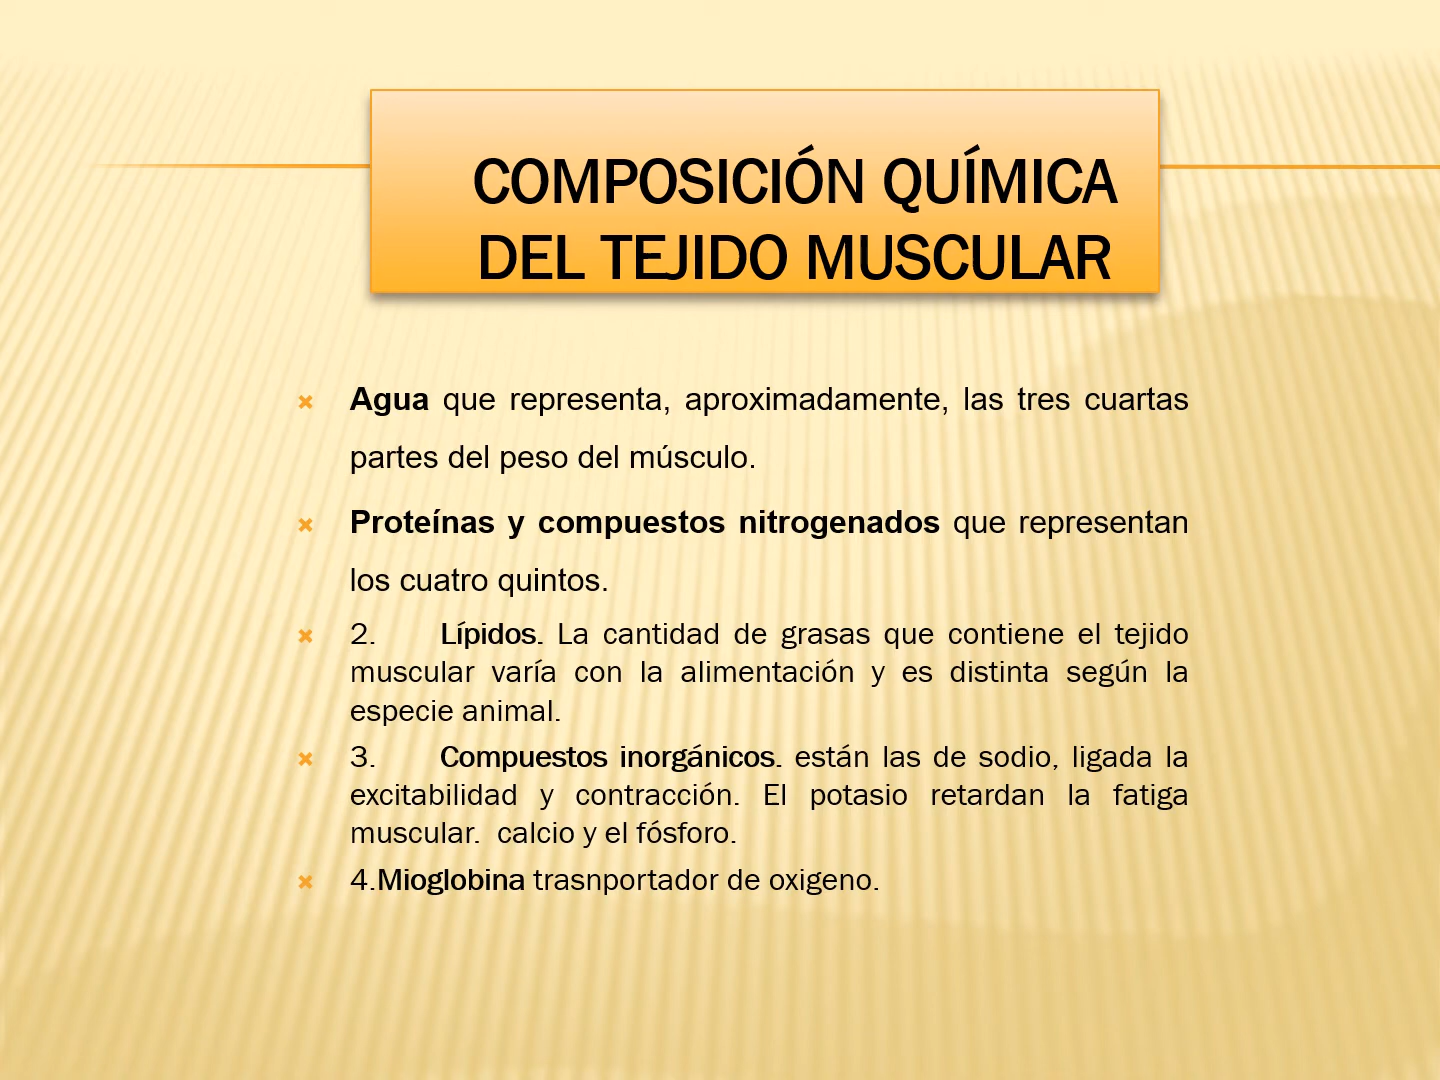 COMPOSICIÓN QUÍMICA
DEL TEJIDO MUSCULAR
Agua que representa, aproximadamente, las tres cuartas
partes del peso del músculo.
Proteínas y compuestos nitrogenados que representan
los cuatro quintos.
2. Lípidos. La cantidad de grasas que contiene el tejido
muscular varía con la alimentación y es distinta según la
especie animal.
3. Compuestos inorgánicos. están las de sodio, ligada la
excitabilidad y contracción. El potasio retardan la fatiga
muscular. calcio y el fósforo.
4.Mioglobina trasnportador de oxigeno.